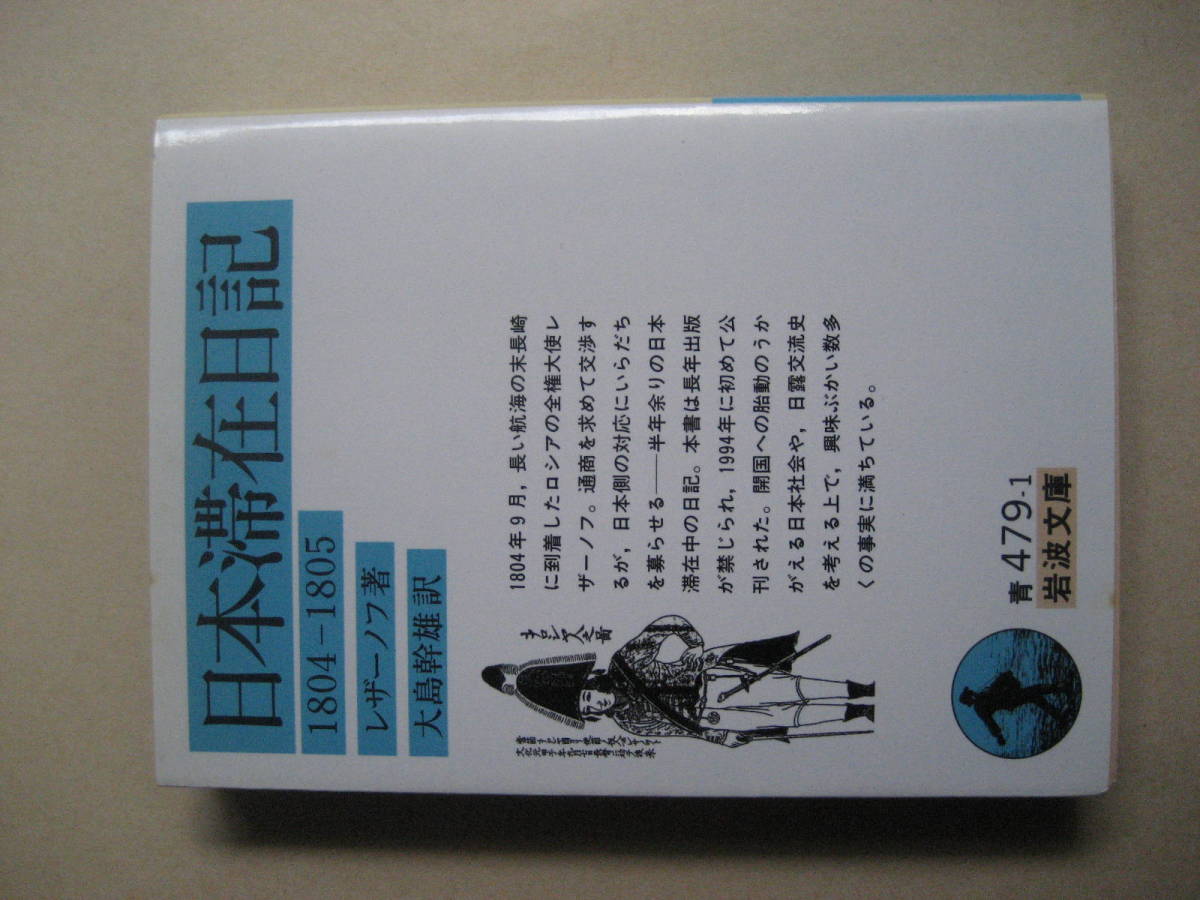 日本滞在日記
1804－1805
レザーノフ著
大島幹雄訳
1804年9月，長い航海の末長崎
に到着したロシアの全権大使レ
ザーノフ。通商を求めて交渉す
るが，日本側の対応にいらだち
を募らせる――半年余りの日本
滞在中の日記。本書は長年出版
が禁じられ，1994年に初めて公
刊された。開国への胎動のうか
がえる日本社会や，日露交流史
を考える上で，興味ぶかい数多
くの事実に満ちている。
青479-1
岩波文庫